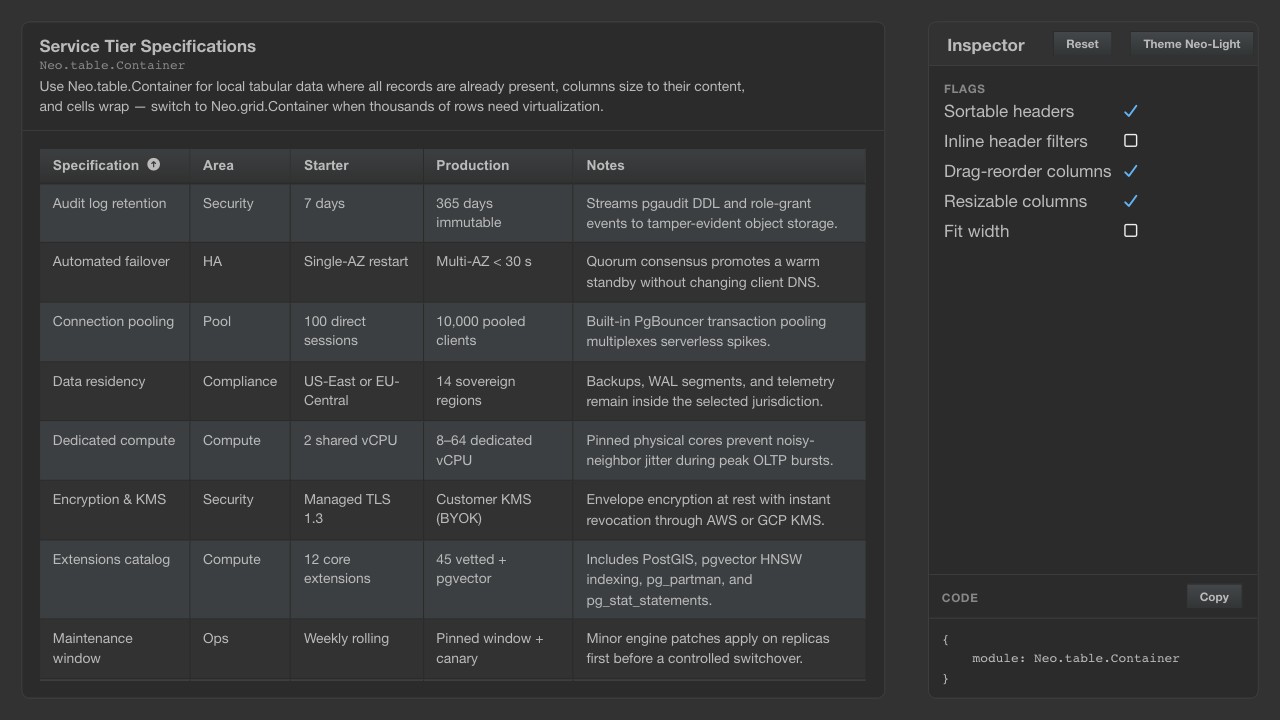 Service Tier Specifications
Neo.table.Container
Use Neo.table.Container for local tabular data where all records are already present, columns size to their content,
and cells wrap — switch to Neo.grid.Container when thousands of rows need virtualization.
Specification Area Starter Production Notes
Audit log retention Security 7 days 365 days Streams pgaudit DDL and role-grant
immutable events to tamper-evident object storage.
Automated failover HA Single-AZ restart Multi-AZ < 30 s Quorum consensus promotes a warm
standby without changing client DNS.
Connection pooling Pool 100 direct 10,000 pooled Built-in PgBouncer transaction pooling
sessions clients multiplexes serverless spikes.
Data residency Compliance US-East or EU- 14 sovereign Backups, WAL segments, and telemetry
Central regions remain inside the selected jurisdiction.
Dedicated compute Compute 2 shared vCPU 8–64 dedicated Pinned physical cores prevent noisy-
vCPU neighbor jitter during peak OLTP bursts.
Encryption & KMS Security Managed TLS Customer KMS Envelope encryption at rest with instant
1.3 (BYOK) revocation through AWS or GCP KMS.
Extensions catalog Compute 12 core 45 vetted + Includes PostGIS, pgvector HNSW
extensions pgvector indexing, pg_partman, and
pg_stat_statements.
Maintenance Ops Weekly rolling Pinned window + Minor engine patches apply on replicas
window canary first before a controlled switchover.
Inspector Reset Theme Neo-Light
FLAGS
Sortable headers
Inline header filters
Drag-reorder columns
Resizable columns
Fit width
CODE Copy
{
module: Neo.table.Container
}